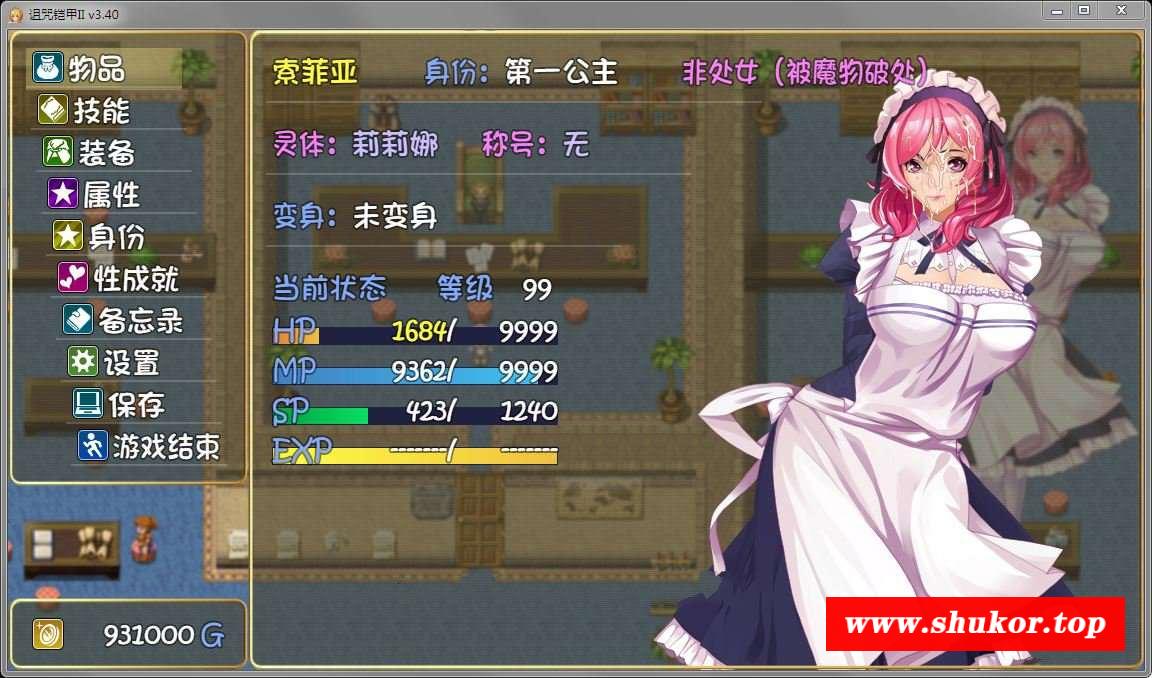 诅咒铠甲II v3.40
物品
技能
装备
属性
身份
性成就
备忘录
设置
保存
游戏结束
931000 G
索菲亚 身份：第一公主 非处女（被魔物破处）
灵体：莉莉娜 称号：无
变身：未变身
当前状态 等级 99
HP 1684/ 9999
MP 9362/ 9999
SP 423/ 1240
EXP -------/ -------
www.shukor.top